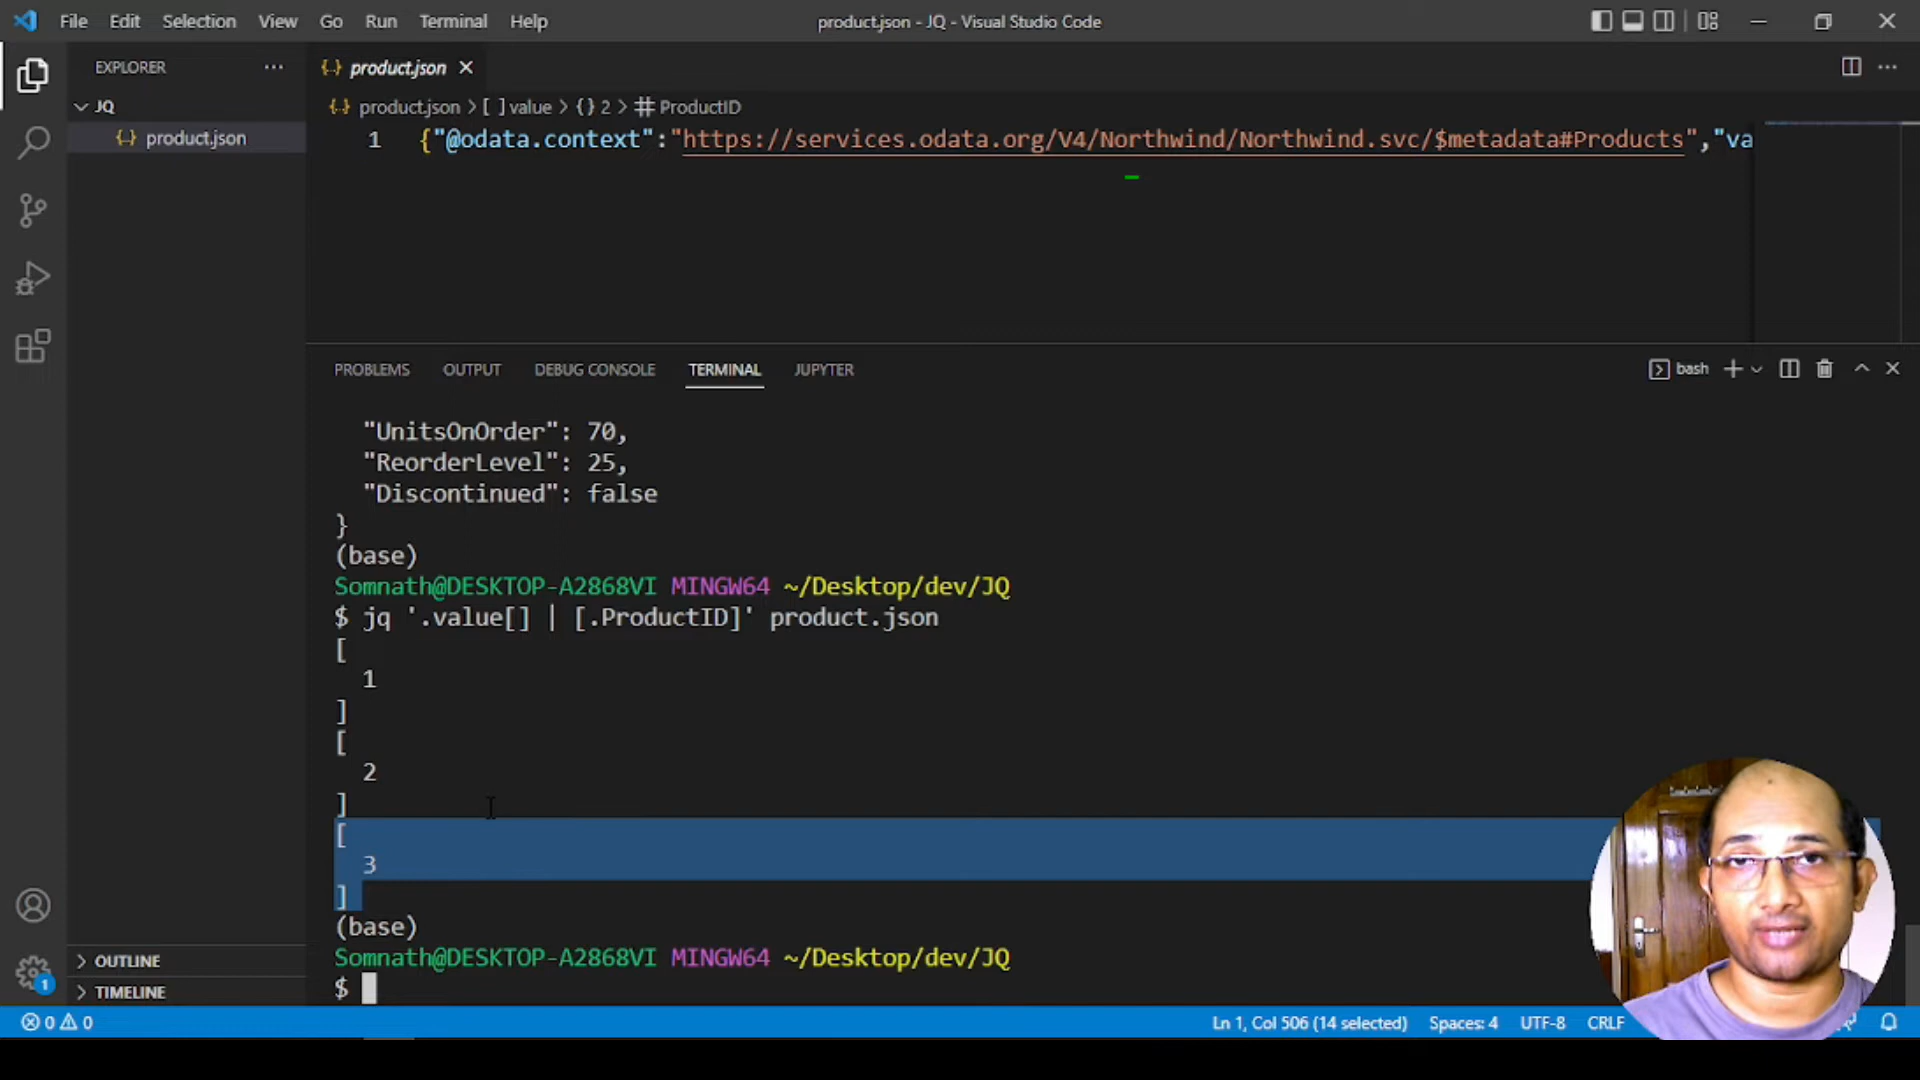 File Edit Selection View Go Run Terminal Help
product.json - JQ - Visual Studio Code
EXPLORER
product.json
JQ
product.json > [ ] value > {} 2 > # ProductID
product.json
1 {"@odata.context":"https://services.odata.org/V4/Northwind/Northwind.svc/$metadata#Products","va
PROBLEMS OUTPUT DEBUG CONSOLE TERMINAL JUPYTER
bash
"UnitsOnOrder": 70,
"ReorderLevel": 25,
"Discontinued": false
}
(base)
Somnath@DESKTOP-A2868VI MINGW64 ~/Desktop/dev/JQ
$ jq '.value[] | [.ProductID]' product.json
[
1
]
[
2
]
[
3
]
(base)
Somnath@DESKTOP-A2868VI MINGW64 ~/Desktop/dev/JQ
$
OUTLINE
TIMELINE
1
0 0
Ln 1, Col 506 (14 selected) Spaces: 4 UTF-8 CRLF